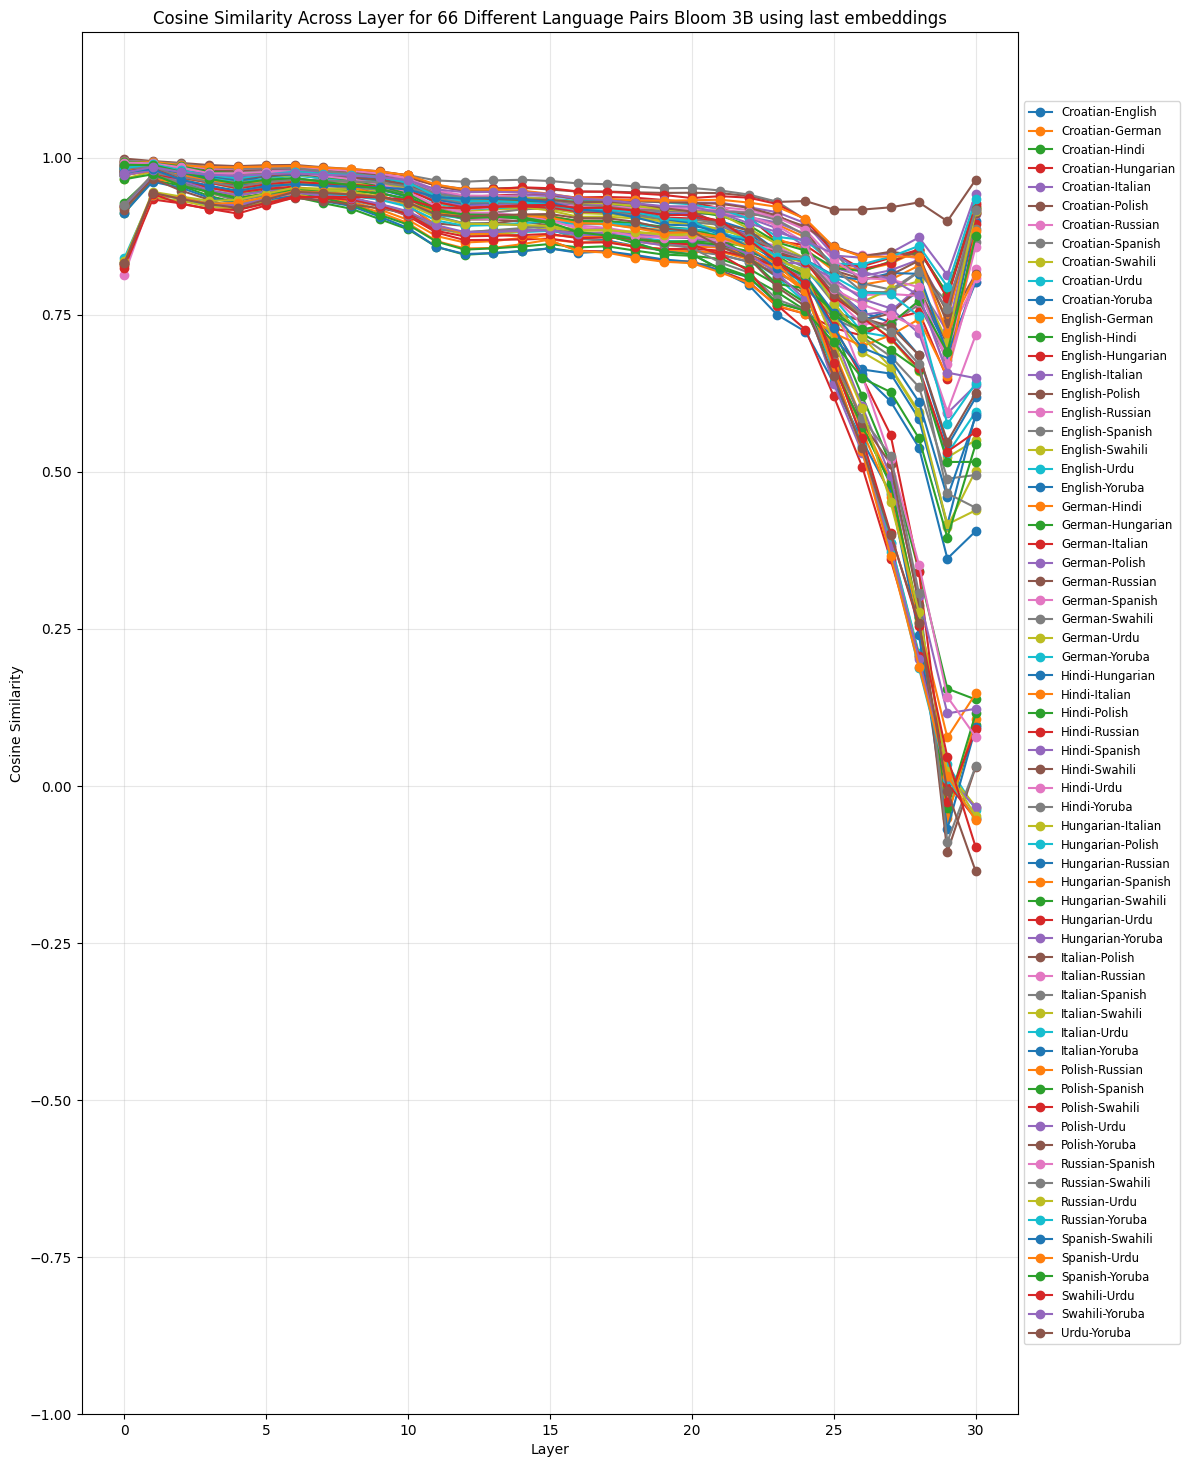 Cosine Similarity Across Layer for 66 Different Language Pairs Bloom 3B using last embeddings
1.00
0.75
0.50
0.25
0.00
−0.25
−0.50
−0.75
−1.00
Cosine Similarity
0 5 10 15 20 25 30
Layer
Croatian-English
Croatian-German
Croatian-Hindi
Croatian-Hungarian
Croatian-Italian
Croatian-Polish
Croatian-Russian
Croatian-Spanish
Croatian-Swahili
Croatian-Urdu
Croatian-Yoruba
English-German
English-Hindi
English-Hungarian
English-Italian
English-Polish
English-Russian
English-Spanish
English-Swahili
English-Urdu
English-Yoruba
German-Hindi
German-Hungarian
German-Italian
German-Polish
German-Russian
German-Spanish
German-Swahili
German-Urdu
German-Yoruba
Hindi-Hungarian
Hindi-Italian
Hindi-Polish
Hindi-Russian
Hindi-Spanish
Hindi-Swahili
Hindi-Urdu
Hindi-Yoruba
Hungarian-Italian
Hungarian-Polish
Hungarian-Russian
Hungarian-Spanish
Hungarian-Swahili
Hungarian-Urdu
Hungarian-Yoruba
Italian-Polish
Italian-Russian
Italian-Spanish
Italian-Swahili
Italian-Urdu
Italian-Yoruba
Polish-Russian
Polish-Spanish
Polish-Swahili
Polish-Urdu
Polish-Yoruba
Russian-Spanish
Russian-Swahili
Russian-Urdu
Russian-Yoruba
Spanish-Swahili
Spanish-Urdu
Spanish-Yoruba
Swahili-Urdu
Swahili-Yoruba
Urdu-Yoruba